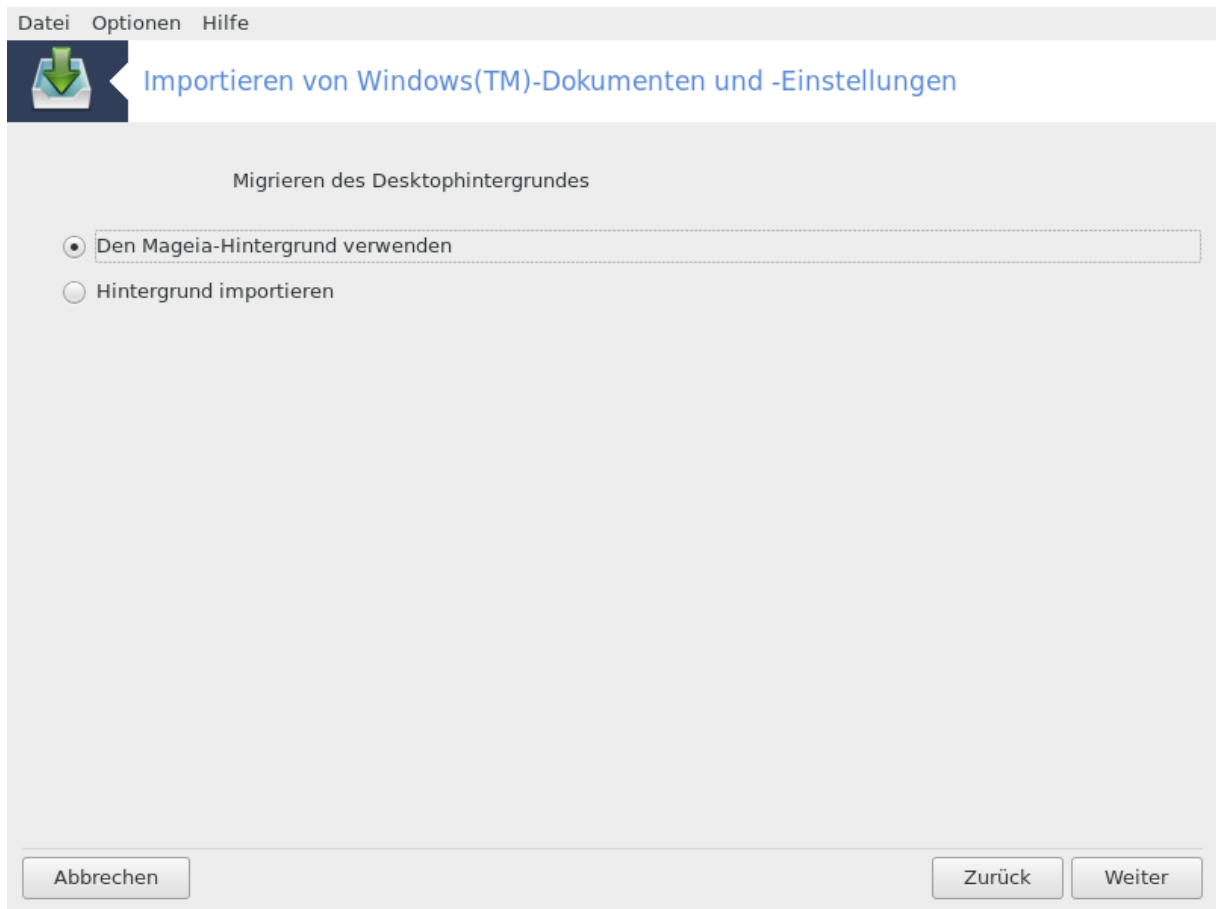 Datei Optionen Hilfe
Importieren von Windows(TM)-Dokumenten und -Einstellungen
Migrieren des Desktophintergrundes
Den Mageia-Hintergrund verwenden
Hintergrund importieren
Abbrechen Zurück Weiter